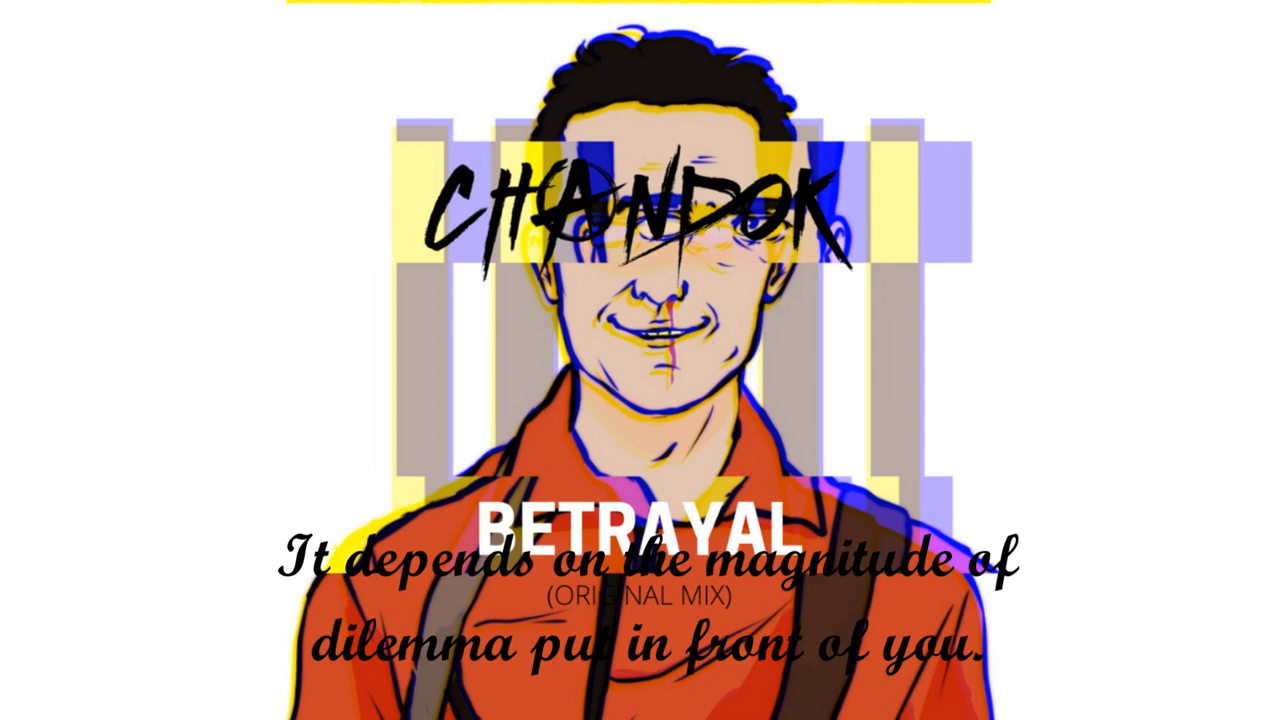 CHANDOK
BETRAYAL
It depends on the magnitude of
(ORIGINAL MIX)
dilemma put in front of you.